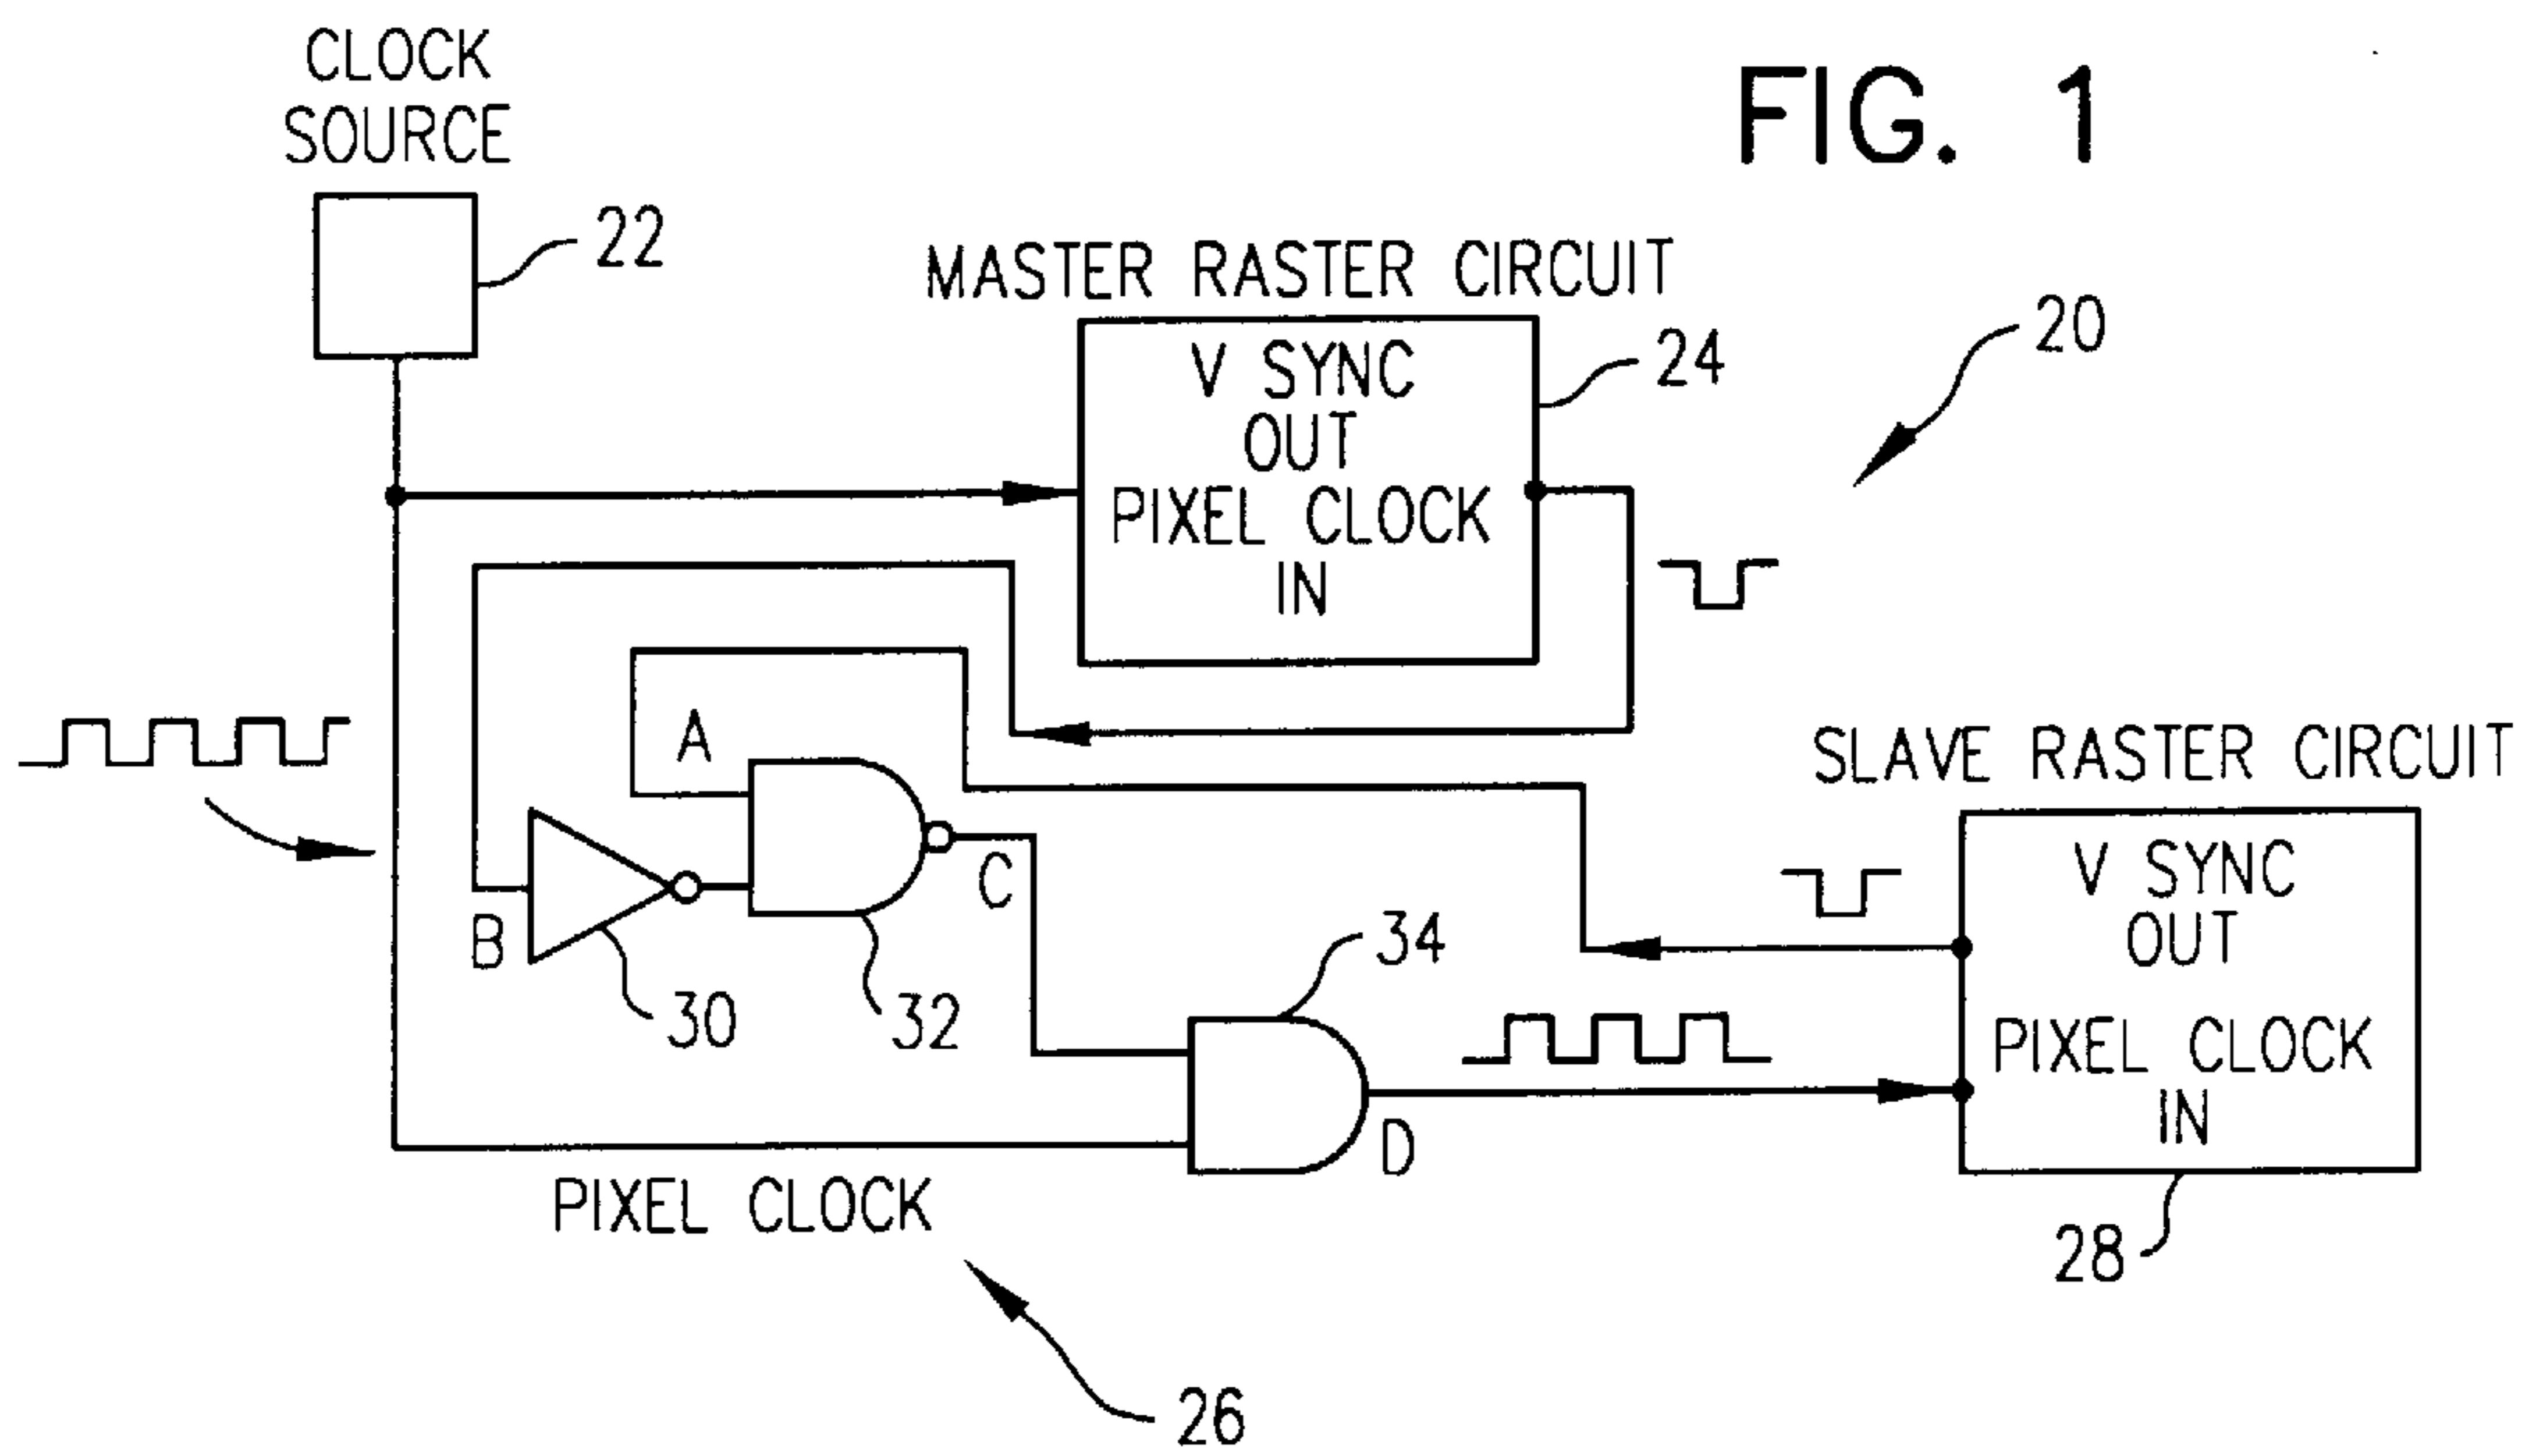 CLOCK
SOURCE
FIG. 1
22
MASTER RASTER CIRCUIT
20
24
V SYNC
OUT
PIXEL CLOCK
IN
A
SLAVE RASTER CIRCUIT
V SYNC
OUT
C
B
34
30
32
PIXEL CLOCK
IN
D
PIXEL CLOCK
28
26